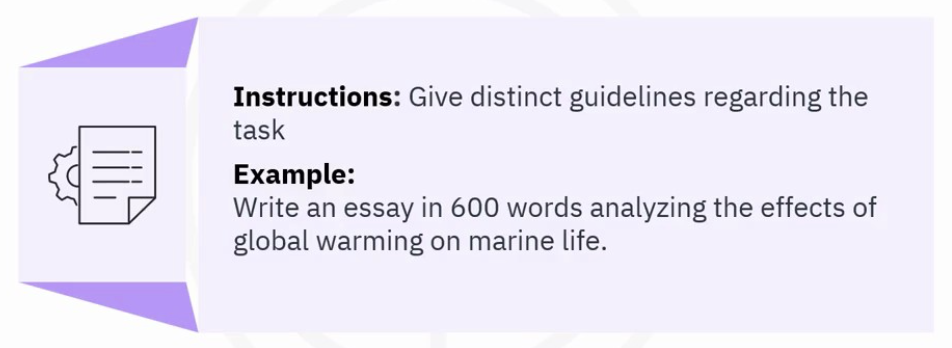 Instructions: Give distinct guidelines regarding the
task
Example:
Write an essay in 600 words analyzing the effects of
global warming on marine life.